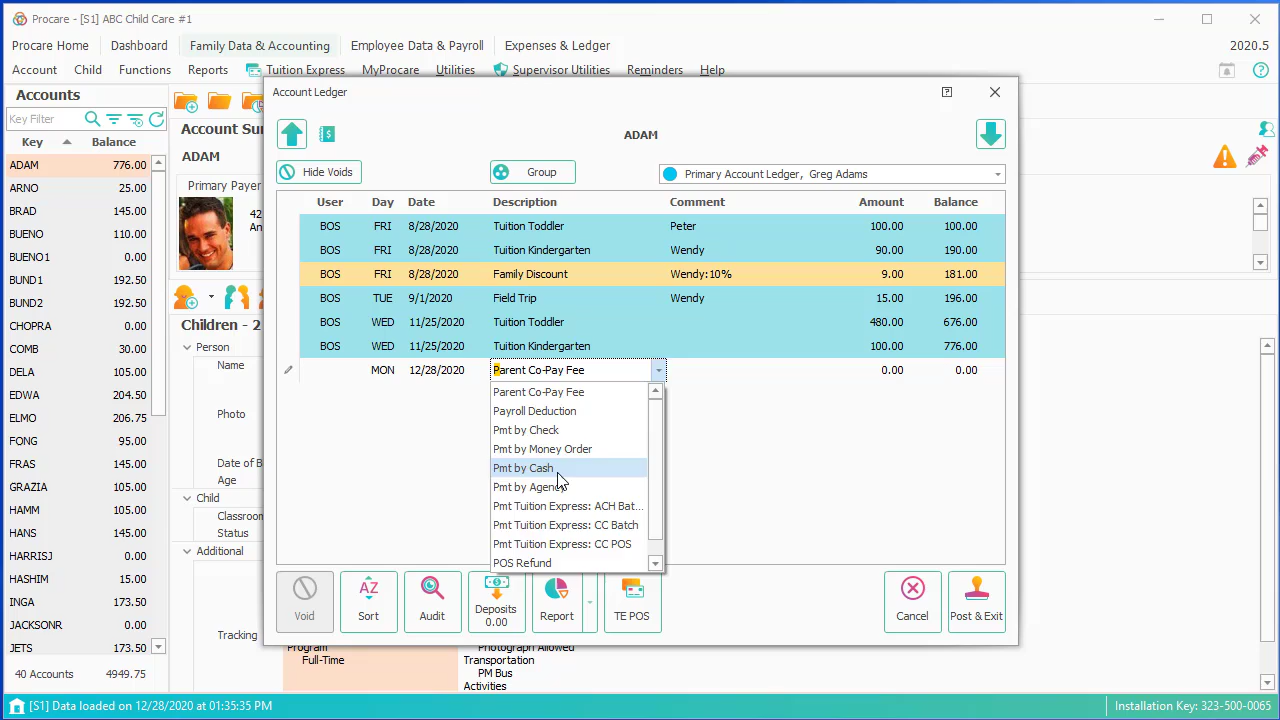 Procare - [S1] ABC Child Care #1
Procare Home Dashboard Family Data & Accounting Employee Data & Payroll Expenses & Ledger 2020.5
Account Child Functions Reports Tuition Express MyProcare Utilities Supervisor Utilities Reminders Help
Accounts
Key Filter
Key Balance
ADAM 776.00
ARNO 25.00
BRAD 145.00
BUENO 110.00
BUENO1 0.00
BUND1 192.50
BUND2 192.50
CHOPRA 0.00
COMB 30.00
DELA 105.00
EDWA 204.50
ELMO 206.75
FONG 95.00
FRAS 145.00
GRAZIA 105.00
HAMM 105.00
HANS 145.00
HARRISJ 0.00
HASHIM 15.00
INGA 173.50
JACKSONR 0.00
JETS 173.50
40 Accounts 4949.75
Account Sur
ADAM
Primary Payer
42
An
Children - 2
Person
Name
Photo
Date of B
Age
Child
Classroom
Status
Additional
Tracking
Program
Full-Time
Photograph Allowed
Transportation
PM Bus
Activities
Account Ledger
ADAM
Hide Voids Group Primary Account Ledger, Greg Adams
User Day Date Description Comment Amount Balance
BOS FRI 8/28/2020 Tuition Toddler Peter 100.00 100.00
BOS FRI 8/28/2020 Tuition Kindergarten Wendy 90.00 190.00
BOS FRI 8/28/2020 Family Discount Wendy:10% 9.00 181.00
BOS TUE 9/1/2020 Field Trip Wendy 15.00 196.00
BOS WED 11/25/2020 Tuition Toddler 480.00 676.00
BOS WED 11/25/2020 Tuition Kindergarten 100.00 776.00
MON 12/28/2020 Parent Co-Pay Fee 0.00 0.00
Parent Co-Pay Fee
Payroll Deduction
Pmt by Check
Pmt by Money Order
Pmt by Cash
Pmt by Agen
Pmt Tuition Express: ACH Bat...
Pmt Tuition Express: CC Batch
Pmt Tuition Express: CC POS
POS Refund
Void Sort Audit Deposits 0.00 Report TE POS Cancel Post & Exit
[S1] Data loaded on 12/28/2020 at 01:35:35 PM Installation Key: 323-500-0065